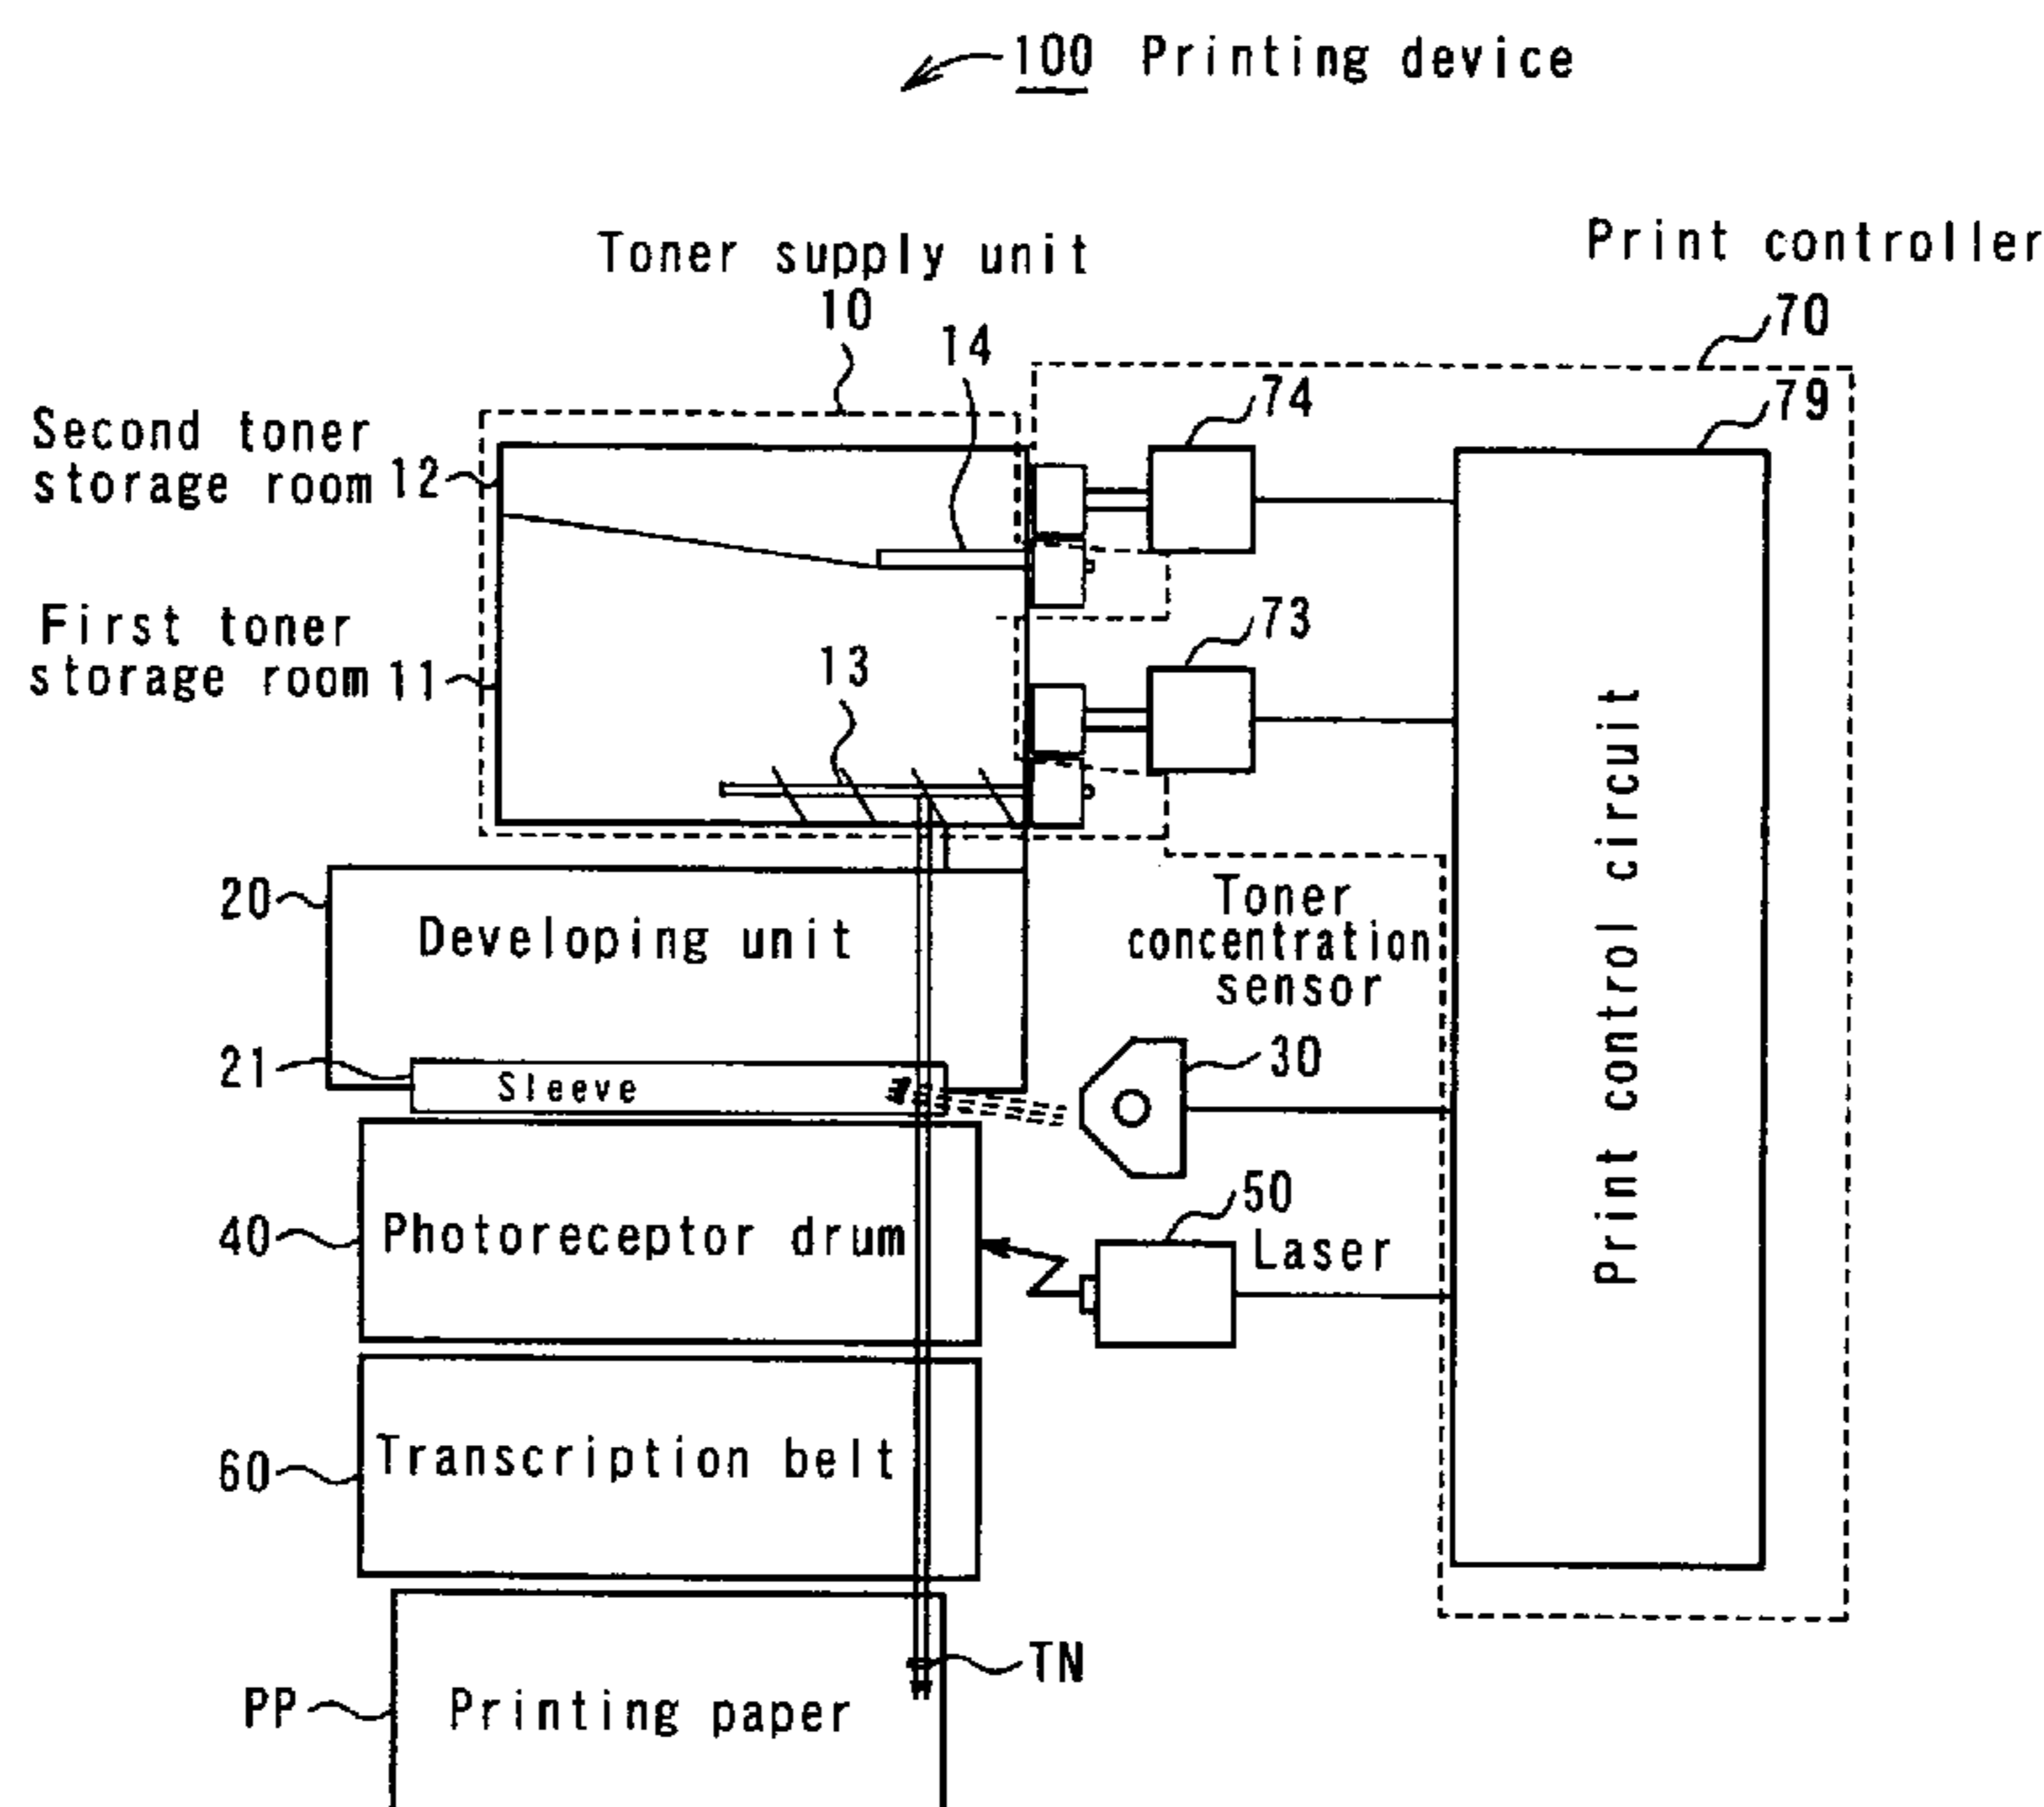 100 Printing device
Toner supply unit
10
Print controller
70
14
74
79
Second toner
storage room 12
First toner
storage room 11
73
13
Print control circuit
20
Developing unit
Toner
concentration
sensor
30
21
Sleeve
50
Laser
40
Photoreceptor drum
60
Transcription belt
TN
PP
Printing paper